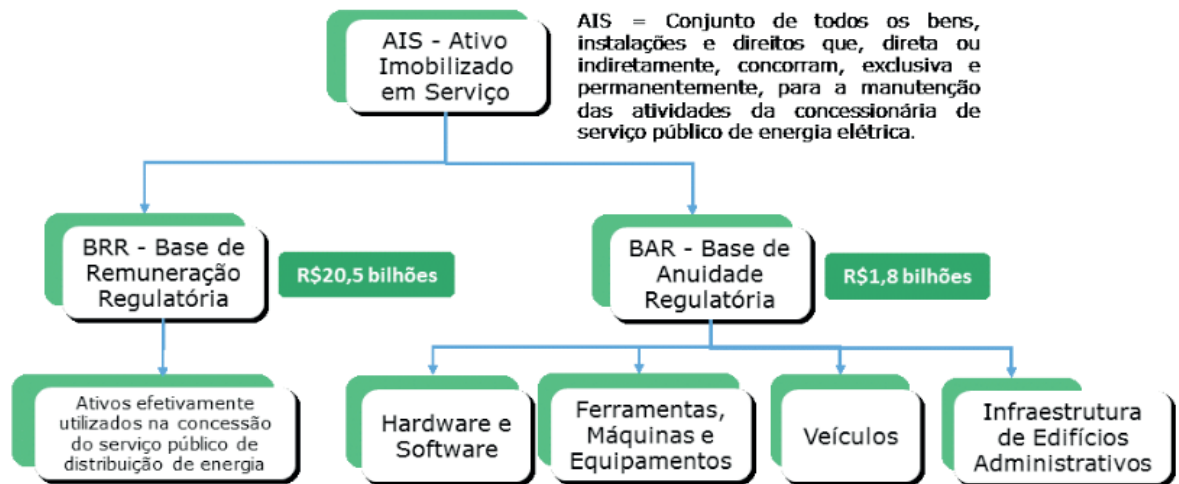 AIS - Ativo
Imobilizado
em Serviço
AIS = Conjunto de todos os bens,
instalações e direitos que, direta ou
indiretamente, concorram, exclusiva e
permanentemente, para a manutenção
das atividades da concessionária de
serviço público de energia elétrica.
BRR - Base de
Remuneração
Regulatória
R$20,5 bilhões
BAR - Base de
Anuidade
Regulatória
R$1,8 bilhões
Ativos efetivamente
utilizados na concessão
do serviço público de
distribuição de energia
Hardware e
Software
Ferramentas,
Máquinas e
Equipamentos
Veículos
Infraestrutura
de Edifícios
Administrativos